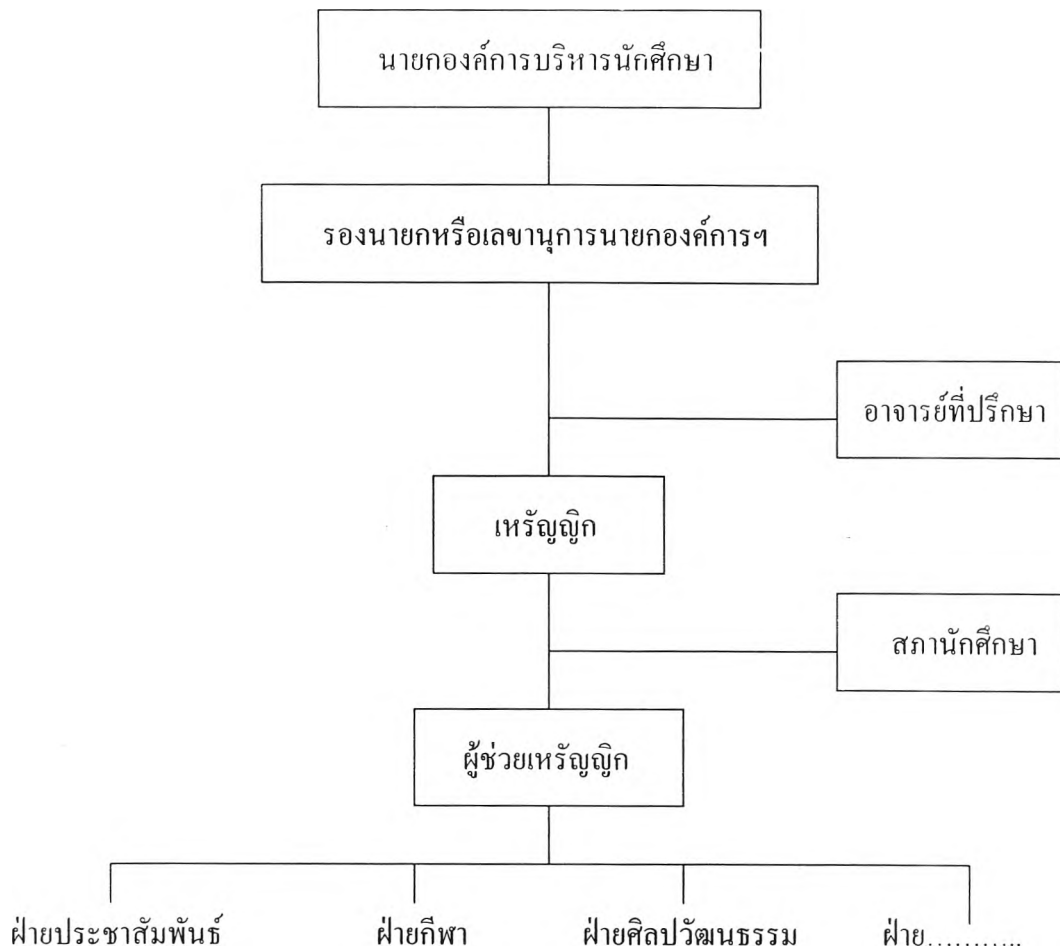 นายกองค์การบริหารนักศึกษา
รองนายกหรือเลขานุการนายกองค์การฯ
อาจารย์ที่ปรึกษา
เหรัญญิก
สภานักศึกษา
ผู้ช่วยเหรัญญิก
ฝ่ายประชาสัมพันธ์ ฝ่ายกีฬา ฝ่ายศิลปวัฒนธรรม ฝ่าย...........